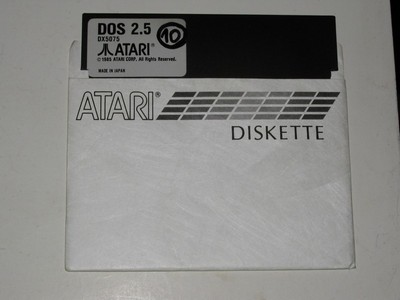 DOS 2.5
DX5075
ATARI®
© 1985 ATARI CORP. All Rights Reserved.
MADE IN JAPAN
10
ATARI®
DISKETTE